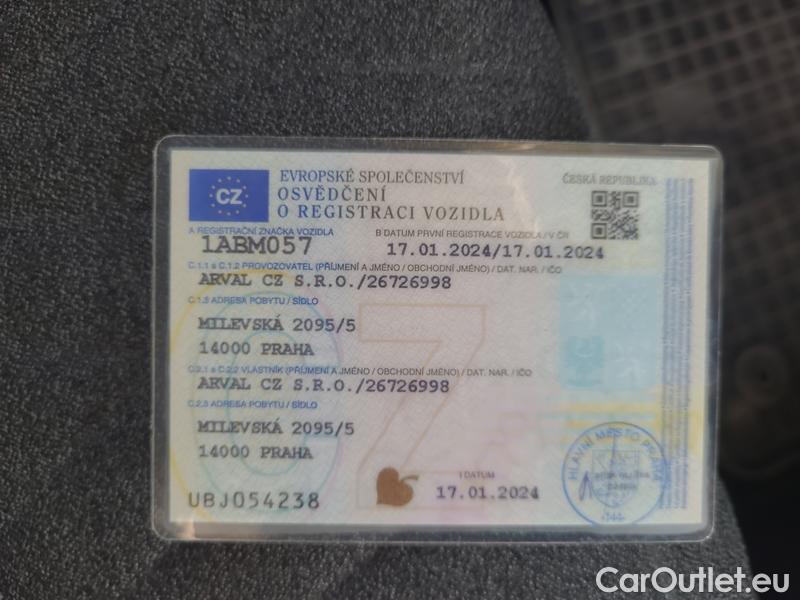 CZ
EVROPSKÉ SPOLEČENSTVÍ
ČESKÁ REPUBLIKA
OSVĚDČENÍ
O REGISTRACI VOZIDLA
A REGISTRAČNÍ ZNAČKA VOZIDLA
B DATUM PRVNÍ REGISTRACE VOZIDLA / V ČR
1ABM057
17.01.2024/17.01.2024
C.1.1 a C.1.2 PROVOZOVATEL (PŘÍJMENÍ A JMÉNO / OBCHODNÍ JMÉNO) / DAT. NAR. / IČO
ARVAL CZ S.R.O./26726998
C.1.3 ADRESA POBYTU / SÍDLO
MILEVSKÁ 2095/5
14000 PRAHA
C.2.1 a C.2.2 VLASTNÍK (PŘÍJMENÍ A JMÉNO / OBCHODNÍ JMÉNO) / DAT. NAR. / IČO
ARVAL CZ S.R.O./26726998
C.2.3 ADRESA POBYTU / SÍDLO
MILEVSKÁ 2095/5
14000 PRAHA
I DATUM
17.01.2024
UBJ054238
HLAVNÍ MĚSTO PRAHA
CarOutlet.eu